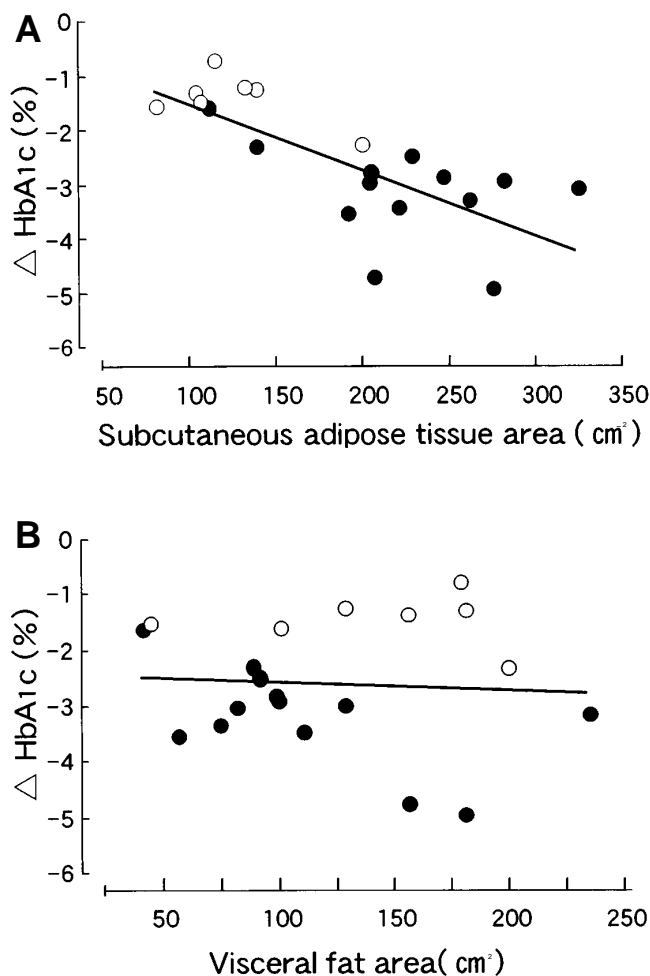 A
0
-1
-2
-3
-4
-5
-6
△ HbA1c (%)
50 100 150 200 250 300 350
Subcutaneous adipose tissue area ( cm² )
B
0
-1
-2
-3
-4
-5
-6
△ HbA1c (%)
50 100 150 200 250
Visceral fat area( cm² )